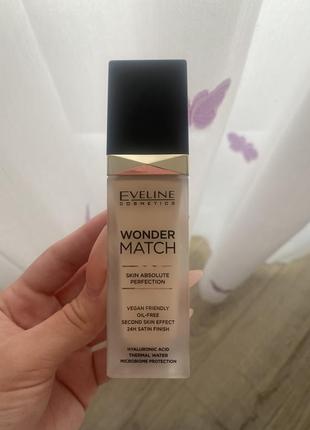 EVELINE
COSMETICS
WONDER
MATCH
SKIN ABSOLUTE
PERFECTION
VEGAN FRIENDLY
OIL-FREE
SECOND SKIN EFFECT
24H SATIN FINISH
HYALURONIC ACID
THERMAL WATER
MICROBIOME PROTECTION